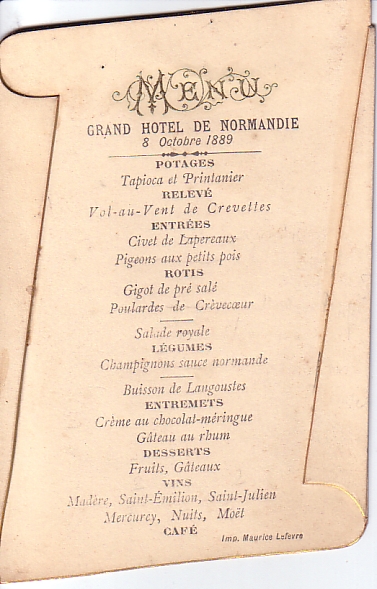 MENU
GRAND HOTEL DE NORMANDIE
8 Octobre 1889
POTAGES
Tapioca et Printanier
RELEVÉ
Vol-au-Vent de Crevettes
ENTRÉES
Civet de Lapereaux
Pigeons aux petits pois
ROTIS
Gigot de pré salé
Poulardes de Crèvecœur
Salade royale
LÉGUMES
Champignons sauce normande
Buisson de Langoustes
ENTREMETS
Crème au chocolat-méringue
Gâteau au rhum
DESSERTS
Fruits, Gâteaux
VINS
Madère, Saint-Émilion, Saint-Julien
Mercurey, Nuits, Moët
CAFÉ
Imp. Maurice Lefevre